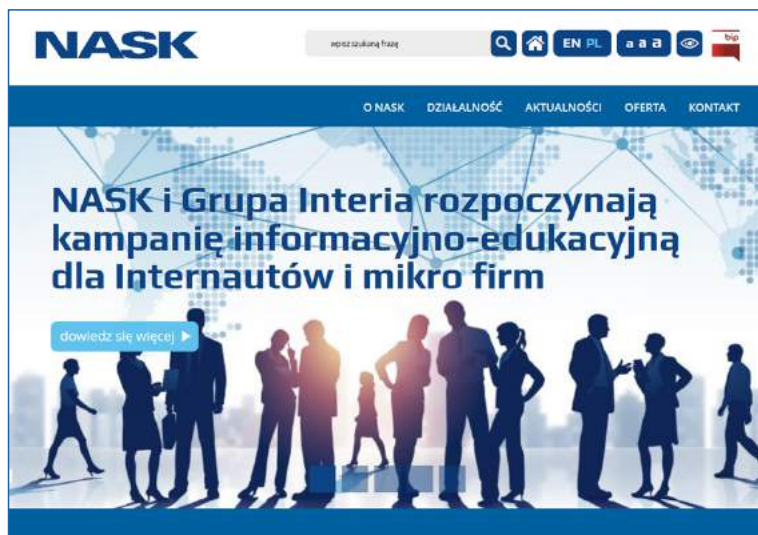 NASK
wpisz szukaną frazę
EN PL
a a a
bip
O NASK DZIAŁALNOŚĆ AKTUALNOŚCI OFERTA KONTAKT
NASK i Grupa Interia rozpoczynają
kampanię informacyjno-edukacyjną
dla Internautów i mikro firm
dowiedz się więcej